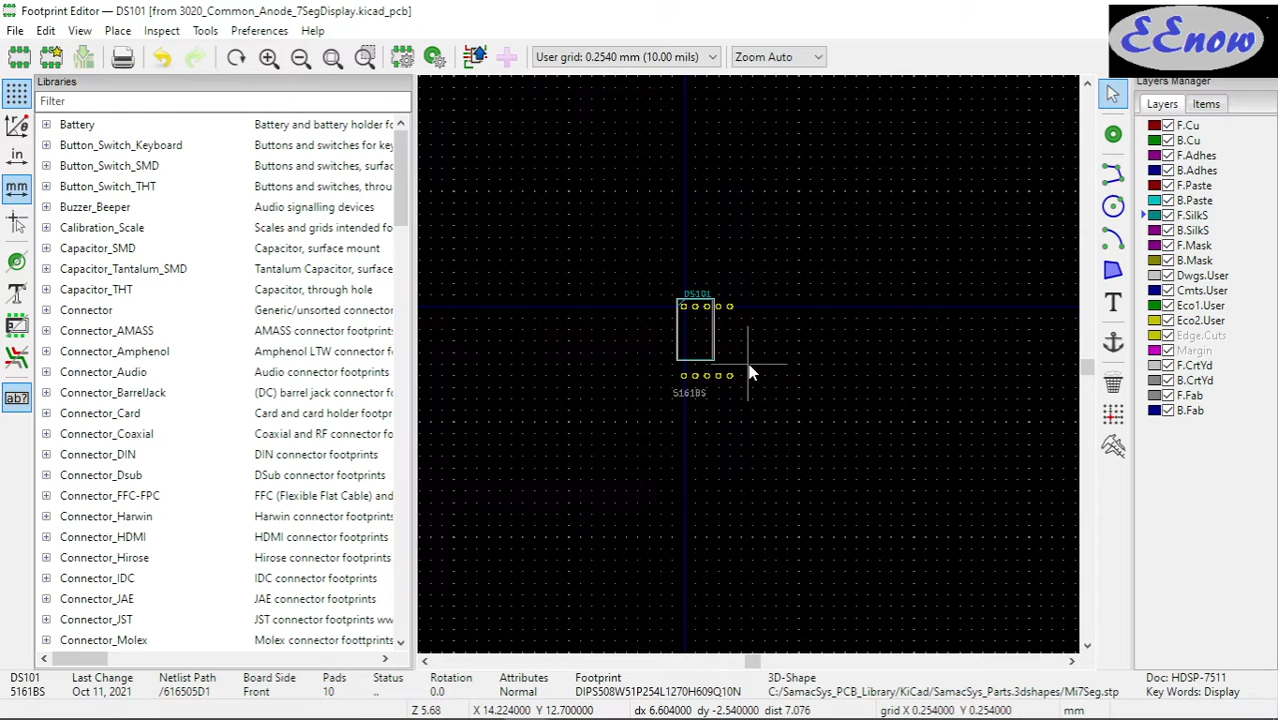 Footprint Editor — DS101 [from 3020_Common_Anode_7SegDisplay.kicad_pcb]
EEnow
File Edit View Place Inspect Tools Preferences Help
User grid: 0.2540 mm (10.00 mils) Zoom Auto
Libraries
Layers Manager
Filter
Layers Items
Battery Battery and battery holder fo
Button_Switch_Keyboard Buttons and switches for key
Button_Switch_SMD Buttons and switches, surfac
Button_Switch_THT Buttons and switches, throu
Buzzer_Beeper Audio signalling devices
Calibration_Scale Scales and grids intended fo
Capacitor_SMD Capacitor, surface mount
Capacitor_Tantalum_SMD Tantalum Capacitor, surface
Capacitor_THT Capacitor, through hole
Connector Generic/unsorted connector
Connector_AMASS AMASS connector footprints
Connector_Amphenol Amphenol LTW connector fo
Connector_Audio Audio connector footprints
Connector_BarrelJack (DC) barrel jack connector fo
Connector_Card Card and card holder footpr
Connector_Coaxial Coaxial and RF connector fo
Connector_DIN DIN connector footprints
Connector_Dsub DSub connector footprints
Connector_FFC-FPC FFC (Flexible Flat Cable) and
Connector_Harwin Harwin connector footprints
Connector_HDMI HDMI connector footprints
Connector_Hirose Hirose connector footprints
Connector_IDC IDC connector footprints
Connector_JAE JAE connector footprints
Connector_JST JST connector footprints ww
Connector_Molex Molex connector foottprints
in
mm
ab?
DS101
5161BS
F.Cu
B.Cu
F.Adhes
B.Adhes
F.Paste
B.Paste
F.SilkS
B.SilkS
F.Mask
B.Mask
Dwgs.User
Cmts.User
Eco1.User
Eco2.User
Edge.Cuts
Margin
F.CrtYd
B.CrtYd
F.Fab
B.Fab
DS101 Last Change Netlist Path Board Side Pads Status Rotation Attributes Footprint 3D-Shape Doc: HDSP-7511
5161BS Oct 11, 2021 /616505D1 Front 10 .. 0.0 Normal DIPS508W51P254L1270H609Q10N C:/SamacSys_PCB_Library/KiCad/SamacSys_Parts.3dshapes/Mi7Seg.stp Key Words: Display
Z 5.68 X 14.224000 Y 12.700000 dx 6.604000 dy -2.540000 dist 7.076 grid X 0.254000 Y 0.254000 mm